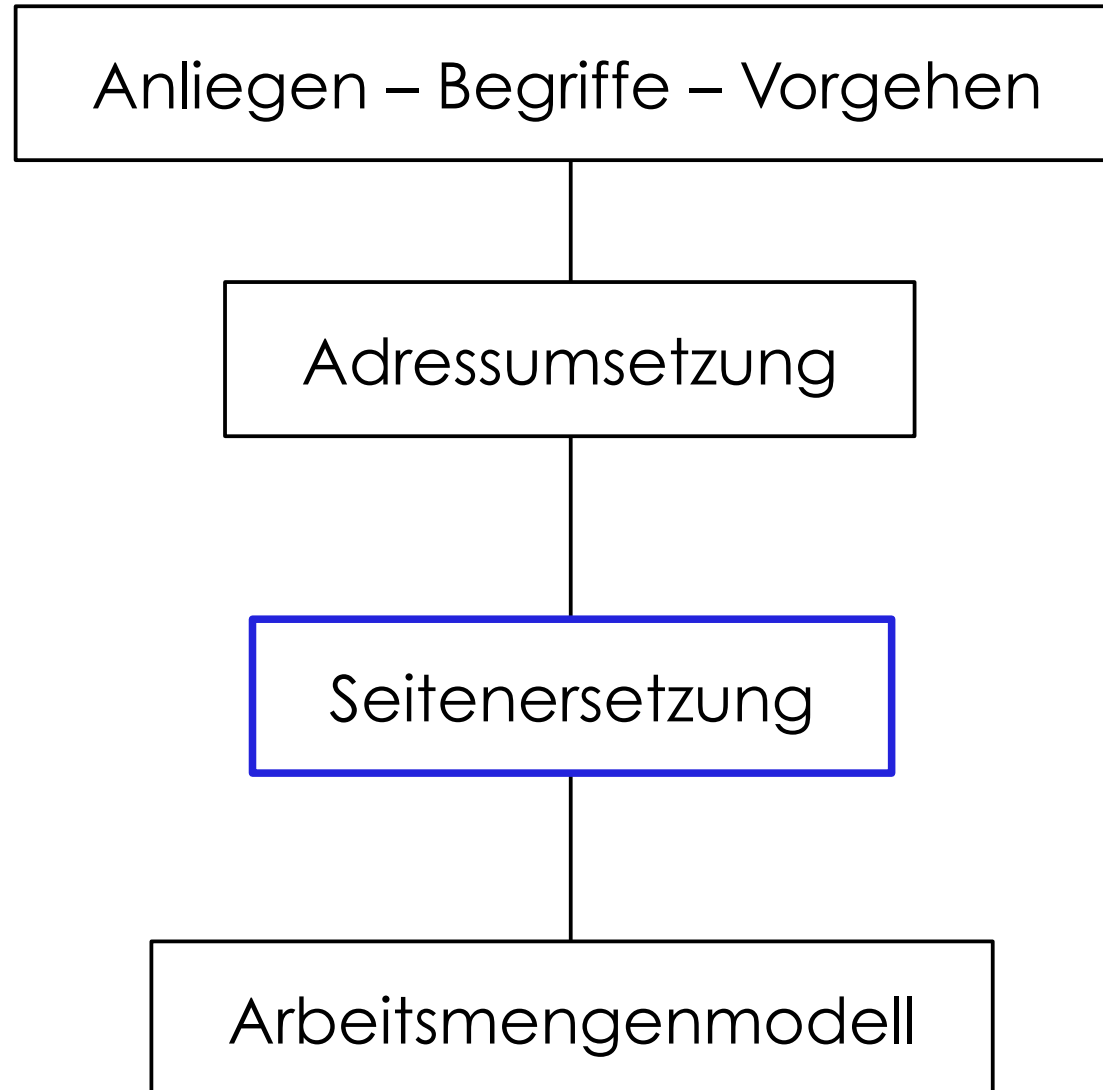 Anliegen – Begriffe – Vorgehen
Adressumsetzung
Seitenersetzung
Arbeitsmengenmodell